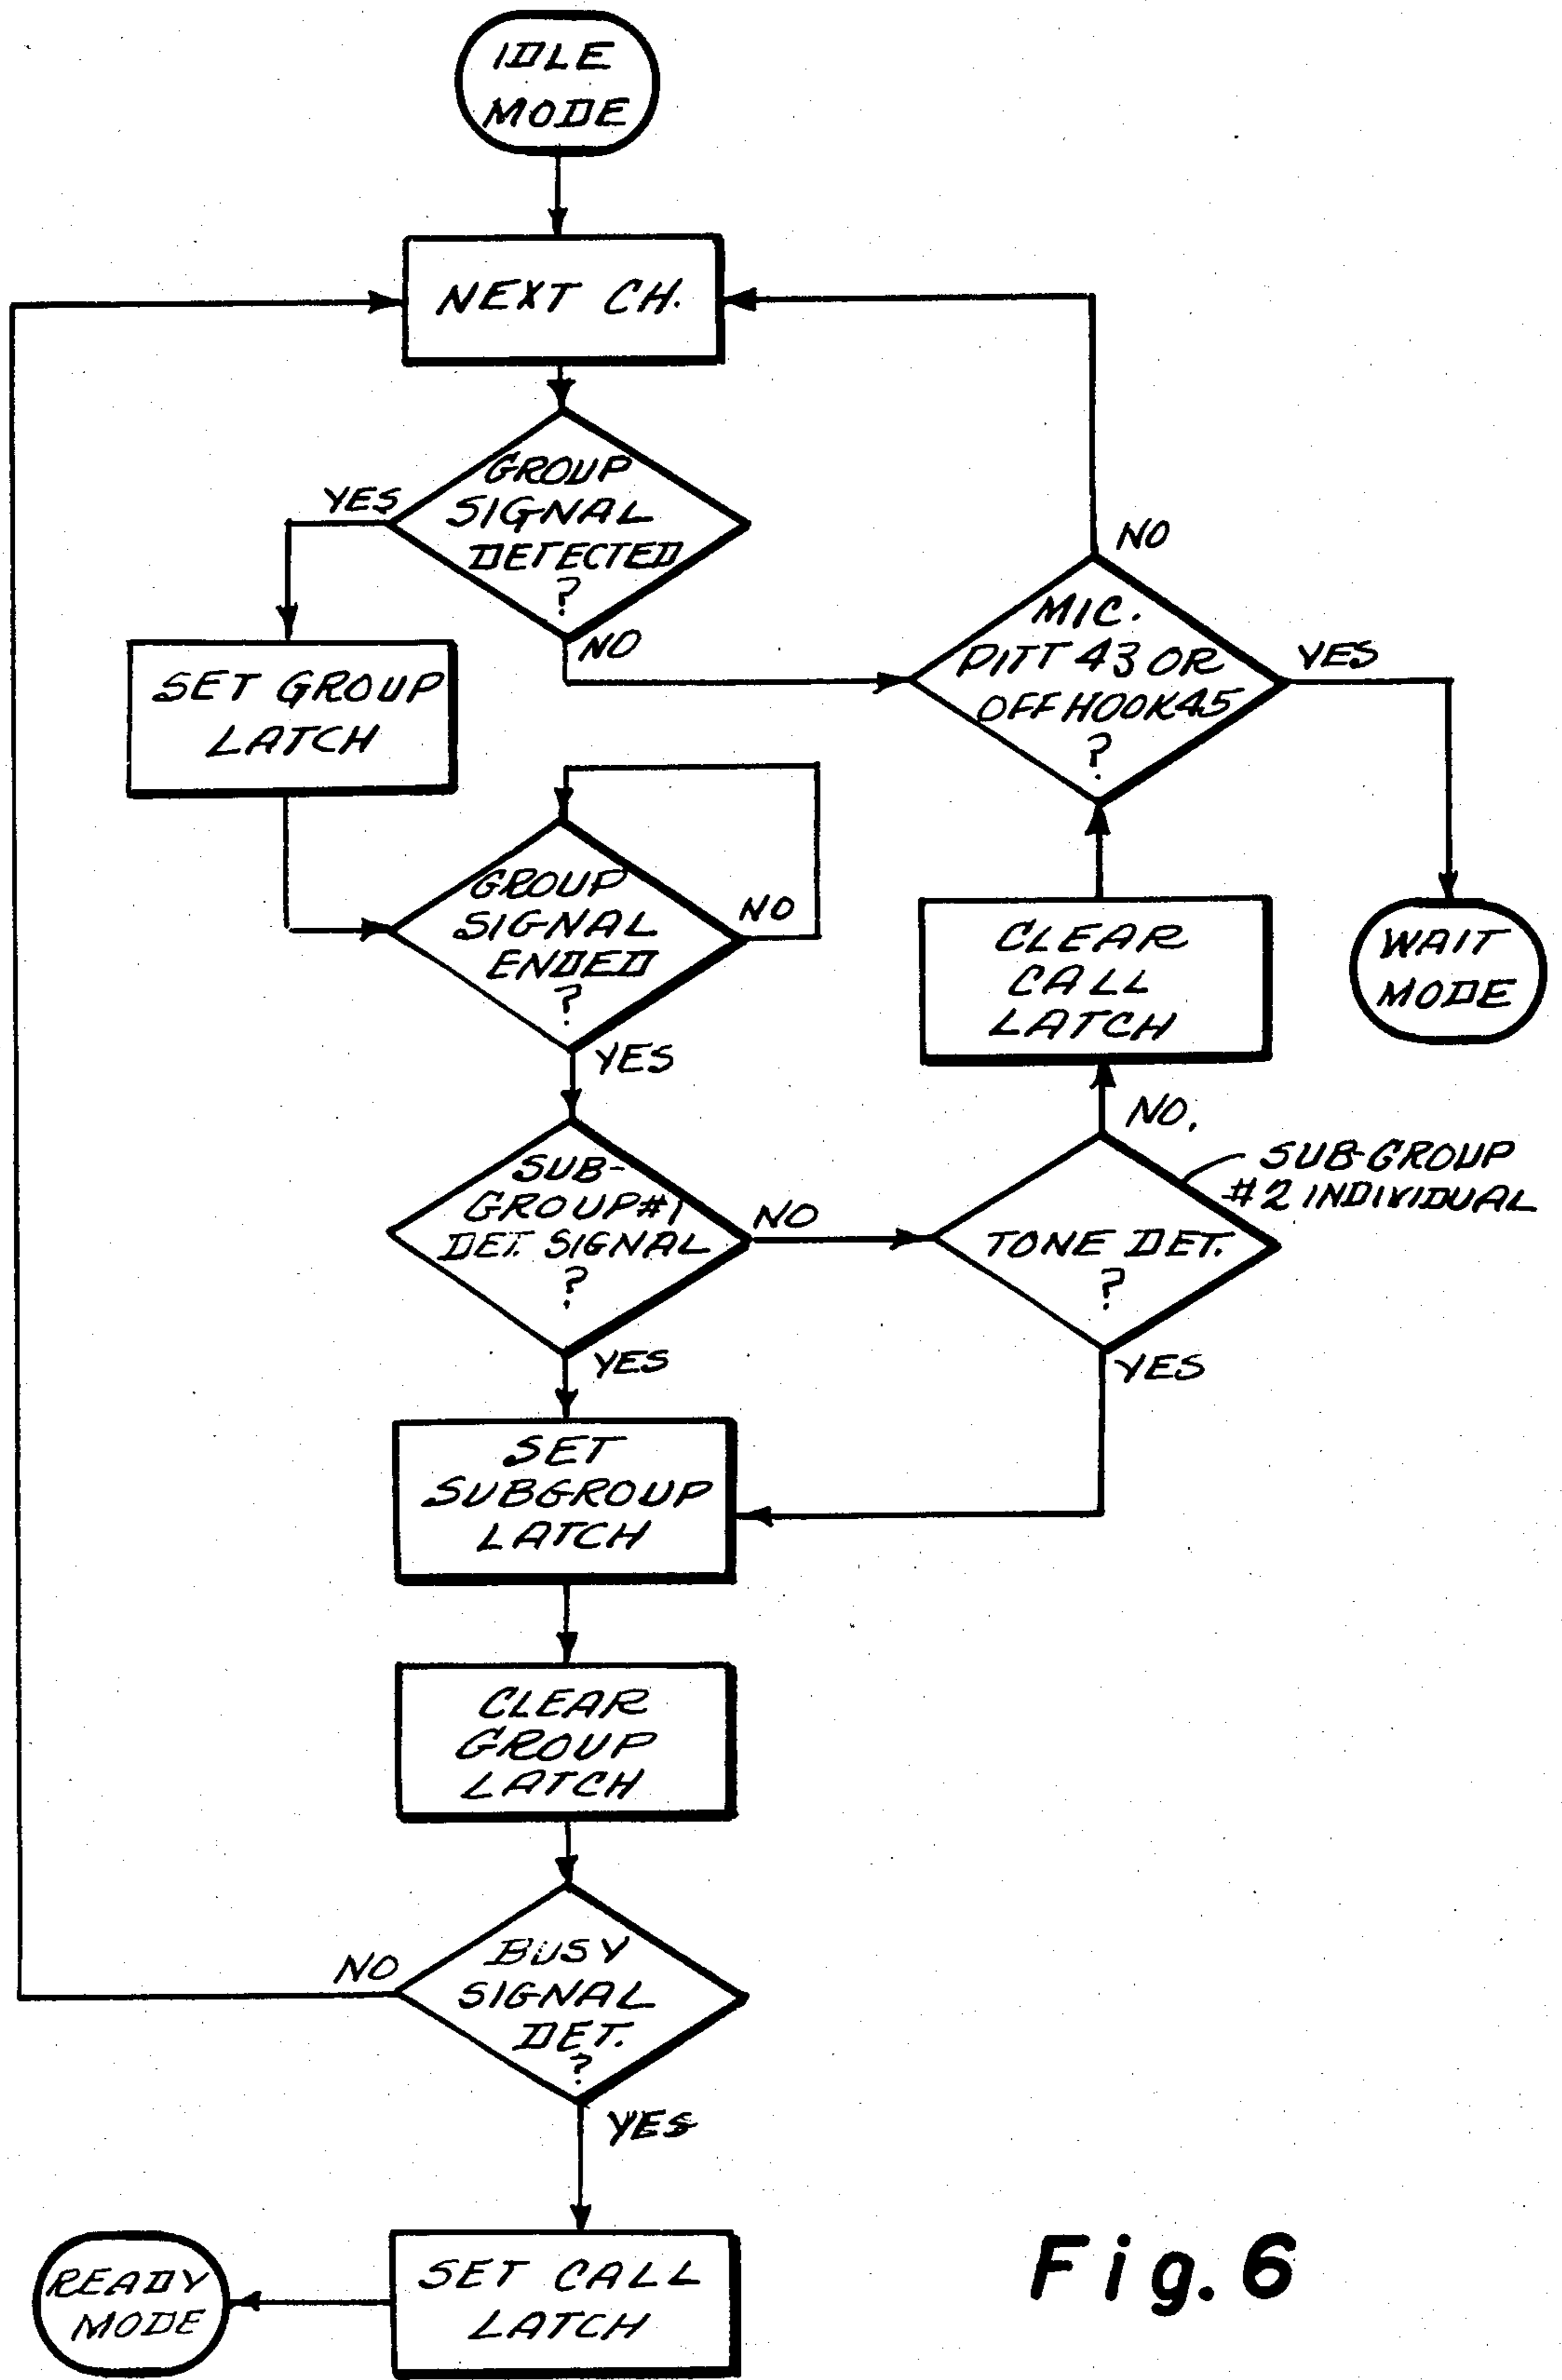 IDLE
MODE
NEXT CH.
GROUP
SIGNAL
DETECTED
?
YES
NO
SET GROUP
LATCH
MIC.
PITT 43 OR
OFF HOOK 45
?
NO
YES
WAIT
MODE
GROUP
SIGNAL
ENDED
?
NO
YES
CLEAR
CALL
LATCH
NO.
SUB-
GROUP #1
DET. SIGNAL
?
NO
YES
TONE DET.
?
SUB-GROUP
#2 INDIVIDUAL
YES
SET
SUBGROUP
LATCH
CLEAR
GROUP
LATCH
BUSY
SIGNAL
DET.
?
NO
YES
SET CALL
LATCH
READY
MODE
Fig. 6